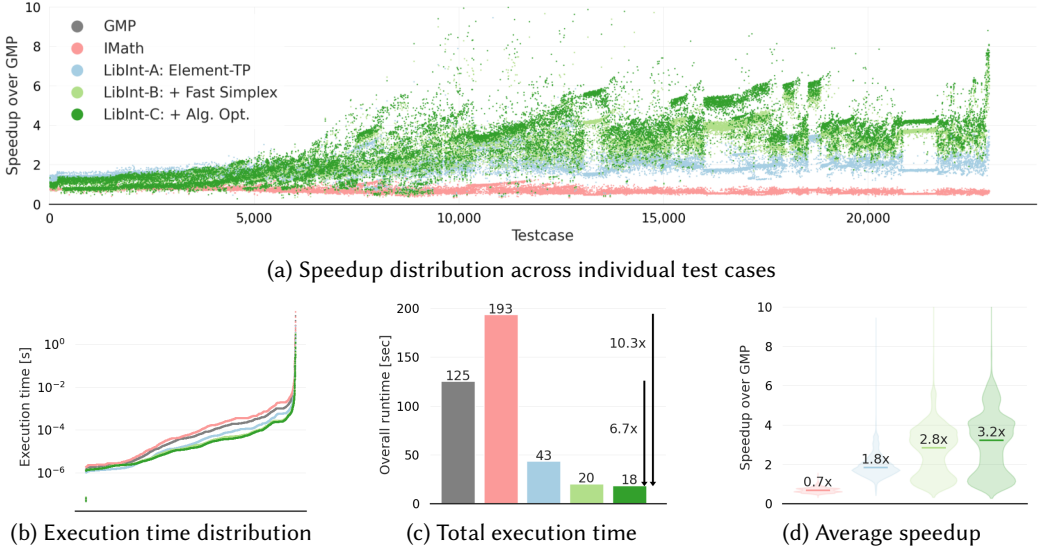 10
8
6
4
2
0
Speedup over GMP
GMP
IMath
LibInt-A: Element-TP
LibInt-B: + Fast Simplex
LibInt-C: + Alg. Opt.
0 5,000 10,000 15,000 20,000
Testcase
(a) Speedup distribution across individual test cases
Execution time [s]
10⁰
10⁻²
10⁻⁴
10⁻⁶
(b) Execution time distribution
Overall runtime [sec]
200
150
100
50
0
125
193
43
20
18
10.3x
6.7x
(c) Total execution time
Speedup over GMP
10
8
6
4
2
0
0.7x
1.8x
2.8x
3.2x
(d) Average speedup